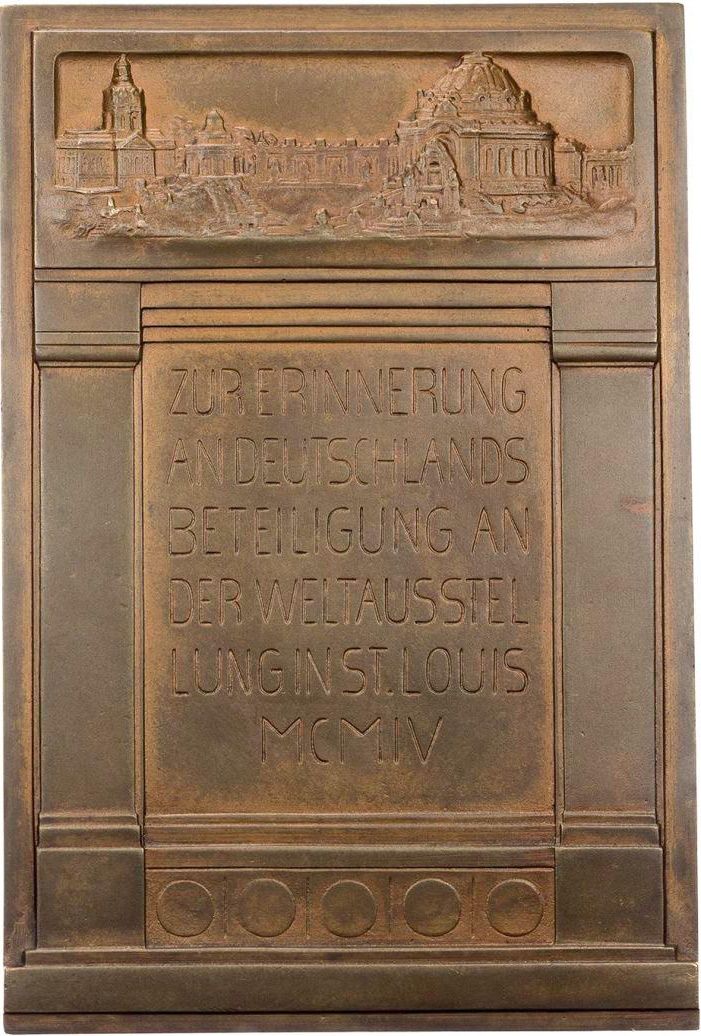 ZUR ERINNERUNG
AN DEUTSCHLANDS
BETEILIGUNG AN
DER WELTAUSSTEL
LUNG IN ST. LOUIS
MCMIV